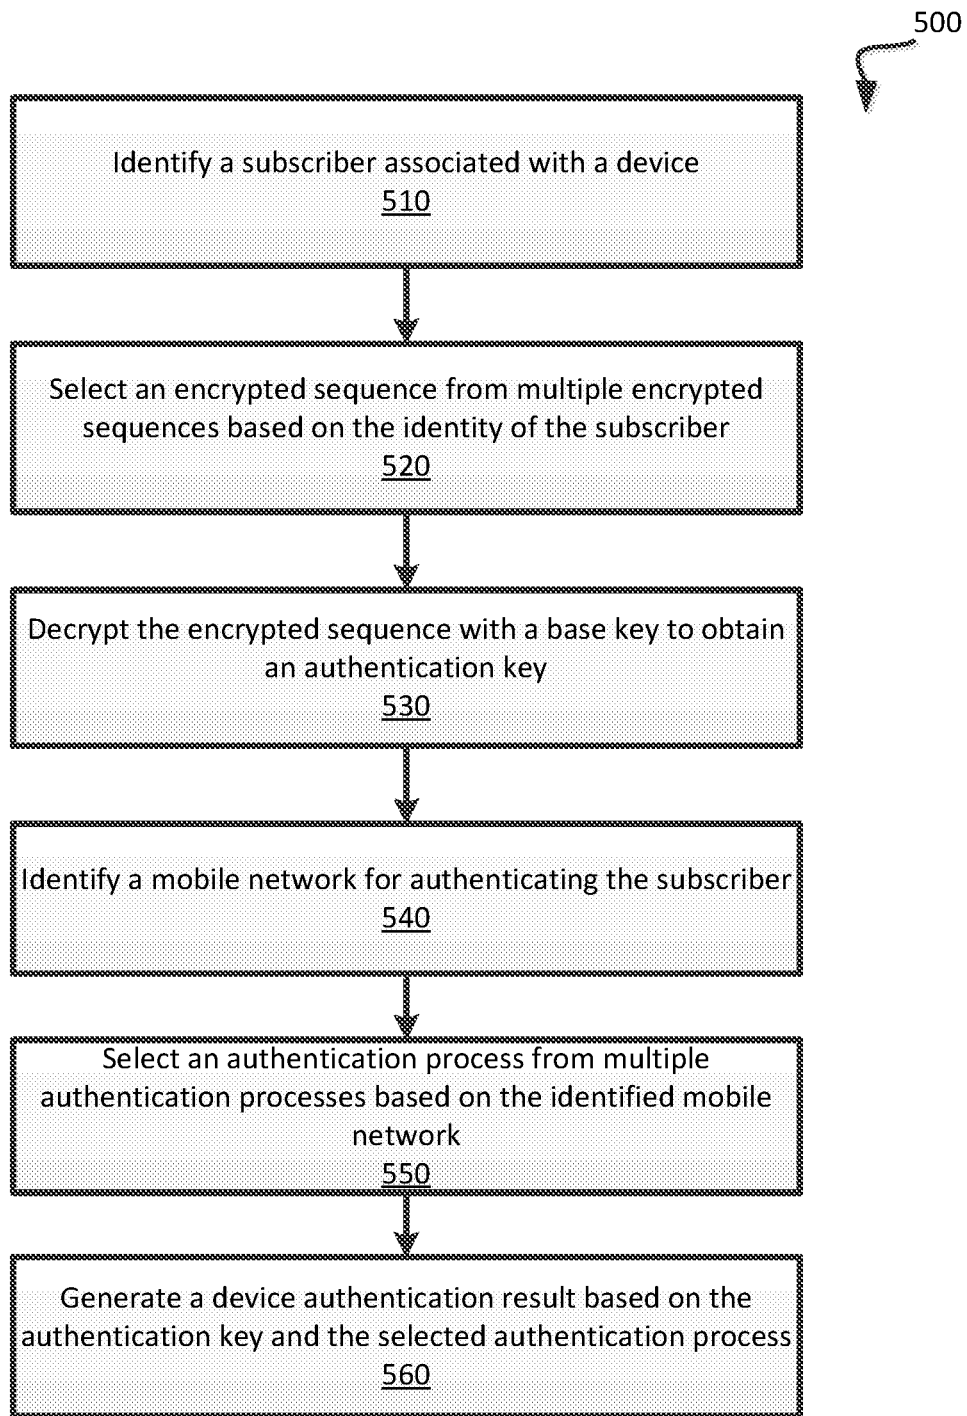 500
Identify a subscriber associated with a device
510
Select an encrypted sequence from multiple encrypted
sequences based on the identity of the subscriber
520
Decrypt the encrypted sequence with a base key to obtain
an authentication key
530
Identify a mobile network for authenticating the subscriber
540
Select an authentication process from multiple
authentication processes based on the identified mobile
network
550
Generate a device authentication result based on the
authentication key and the selected authentication process
560